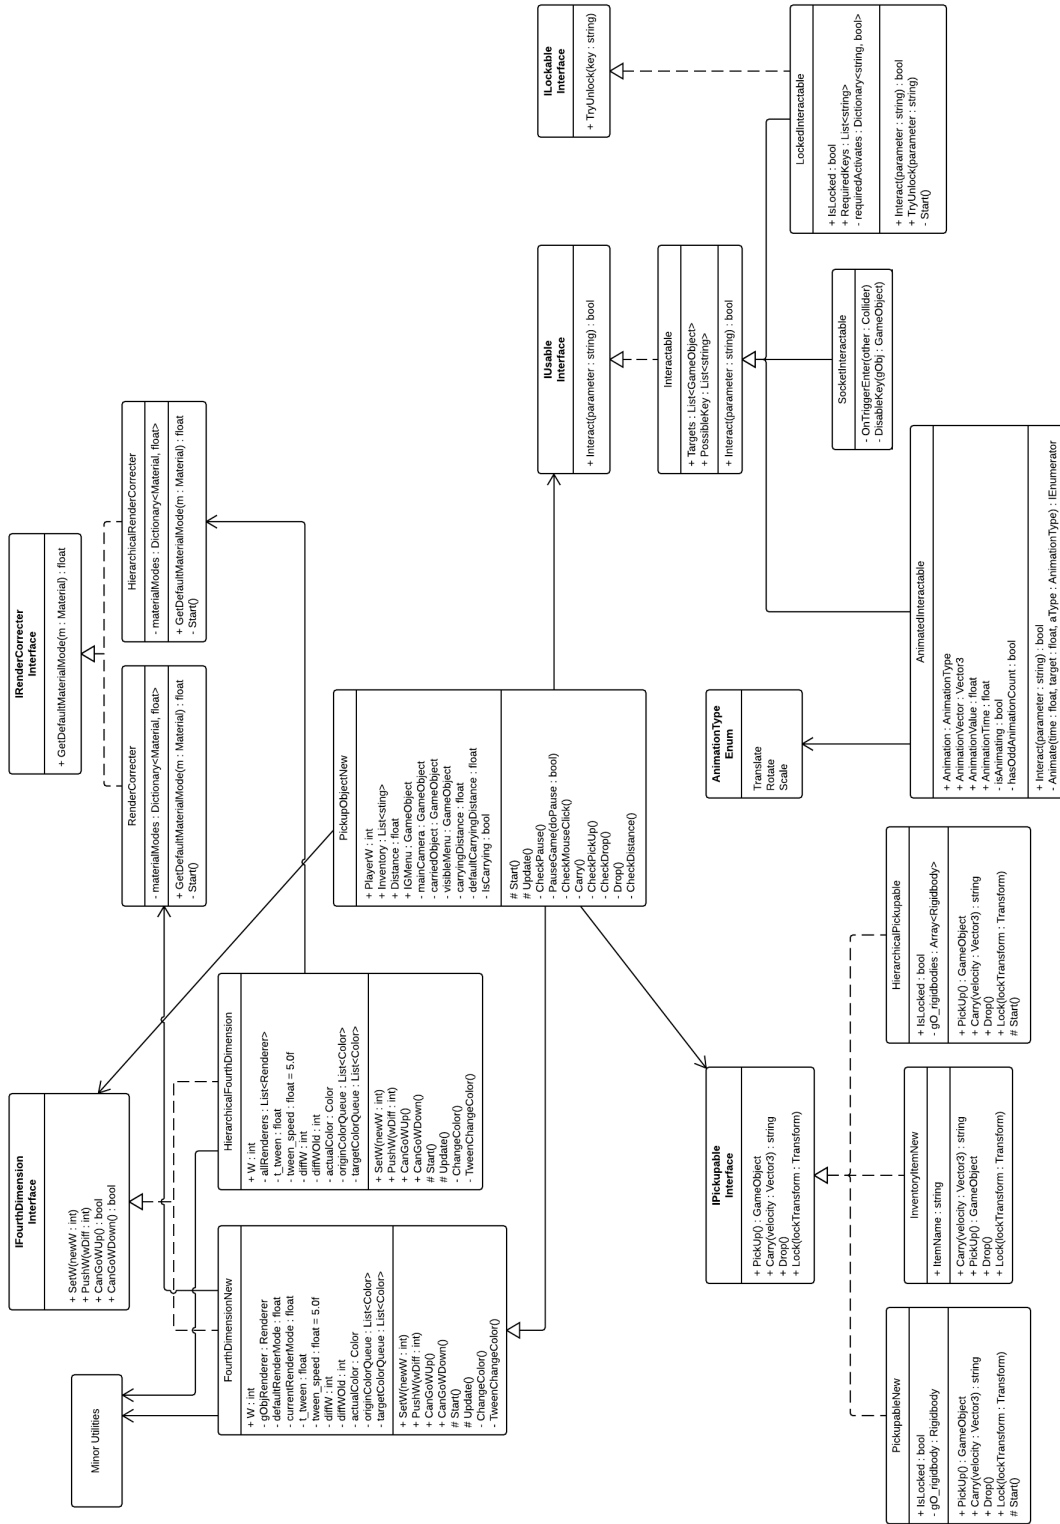 Minor Utilities
IFourthDimension
Interface
+ SetW(newW : int)
+ PushW(wDiff : int)
+ CanGoWUp() : bool
+ CanGoWDown() : bool
IRenderCorrecter
Interface
+ GetDefaultMaterialMode(m : Material) : float
RenderCorrecter
- materialModes : Dictionary<Material, float>
+ GetDefaultMaterialMode(m : Material) : float
- Start()
HierarchicalRenderCorrecter
- materialModes : Dictionary<Material, float>
+ GetDefaultMaterialMode(m : Material) : float
- Start()
FourthDimensionNew
+ W : int
- gObjRenderer : Renderer
- defaultRenderMode : float
- currentRenderMode : float
- t_tween : float
- tween_speed : float = 5.0f
- diffW : int
- diffWOld : int
- actualColor : Color
- originColorQueue : List<Color>
- targetColorQueue : List<Color>
+ SetW(newW : int)
+ PushW(wDiff : int)
+ CanGoWUp()
+ CanGoWDown()
# Start()
# Update()
- ChangeColor()
- TweenChangeColor()
HierarchicalFourthDimension
+ W : int
- allRenderers : List<Renderer>
- t_tween : float
- tween_speed : float = 5.0f
- diffW : int
- diffWOld : int
- actualColor : Color
- originColorQueue : List<Color>
- targetColorQueue : List<Color>
+ SetW(newW : int)
+ PushW(wDiff : int)
+ CanGoWUp()
+ CanGoWDown()
# Start()
# Update()
- ChangeColor()
- TweenChangeColor()
PickupObjectNew
+ PlayerW : int
+ Inventory : List<sting>
+ Distance : float
+ IGMenu : GameObject
- mainCamera : GameObject
- carriedObject : GameObject
- visibleMenu : GameObject
- carryingDistance : float
- defaultCarryingDistance : float
- IsCarrying : bool
# Start()
# Update()
- CheckPause()
- PauseGame(doPause : bool)
- CheckMouseClick()
- Carry()
- CheckPickUp()
- CheckDrop()
- Drop()
- CheckDistance()
IUsable
Interface
+ Interact(parameter : string) : bool
ILockable
Interface
+ TryUnlock(key : string)
Interactable
+ Targets : List<GameObject>
+ PossibleKey : List<string>
+ Interact(parameter : string) : bool
IPickupable
Interface
+ PickUp() : GameObject
+ Carry(velocity : Vector3) : string
+ Drop()
+ Lock(lockTransform : Transform)
AnimationType
Enum
Translate
Rotate
Scale
SocketInteractable
- OnTriggerEnter(other : Collider)
- DisableKey(gObj : GameObject)
LockedInteractable
+ IsLocked : bool
+ RequiredKeys : List<string>
- requiredActivates : Dictionary<string, bool>
+ Interact(parameter : string) : bool
+ TryUnlock(parameter : string)
- Start()
PickupableNew
+ IsLocked : bool
- gO_rigidbody : Rigidbody
+ PickUp() : GameObject
+ Carry(velocity : Vector3) : string
+ Drop()
+ Lock(lockTransform : Transform)
# Start()
InventoryItemNew
+ ItemName : string
+ Carry(velocity : Vector3) : string
+ PickUp() : GameObject
+ Drop()
+ Lock(lockTransform : Transform)
HierarchicalPickupable
+ IsLocked : bool
- gO_rigidbodies : Array<Rigidbody>
+ PickUp() : GameObject
+ Carry(velocity : Vector3) : string
+ Drop()
+ Lock(lockTransform : Transform)
# Start()
AnimatedInteractable
+ Animation : AnimationType
+ AnimationVector : Vector3
+ AnimationValue : float
+ AnimationTime : float
- isAnimating : bool
- hasOddAnimationCount : bool
+ Interact(parameter : string) : bool
- Animate(time : float, target : float, aType : AnimationType) : IEnumerator